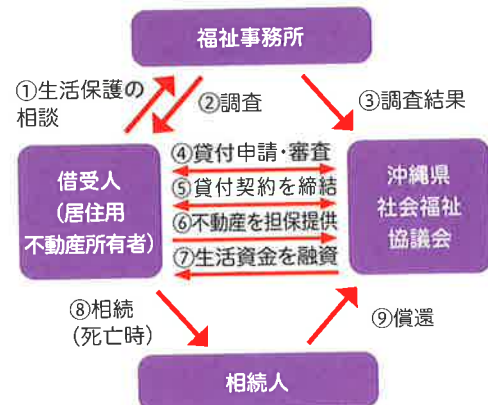 福祉事務所
①生活保護の
相談
②調査
③調査結果
借受人
(居住用
不動産所有者)
④貸付申請・審査
⑤貸付契約を締結
⑥不動産を担保提供
⑦生活資金を融資
沖縄県
社会福祉
協議会
⑧相続
(死亡時)
⑨償還
相続人